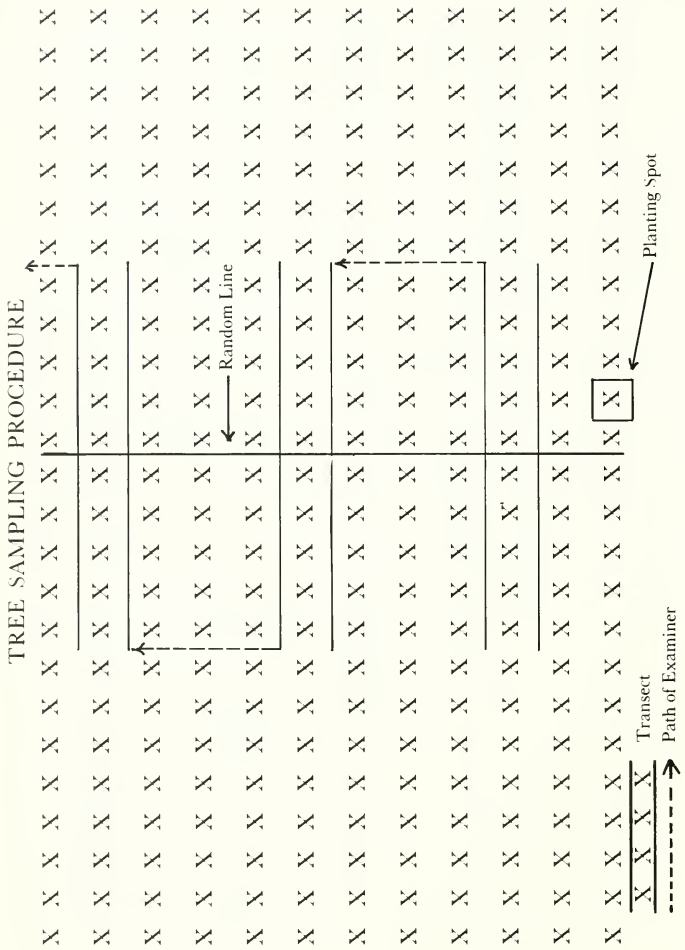 TREE SAMPLING PROCEDURE
Random Line
Planting Spot
Transect
Path of Examiner